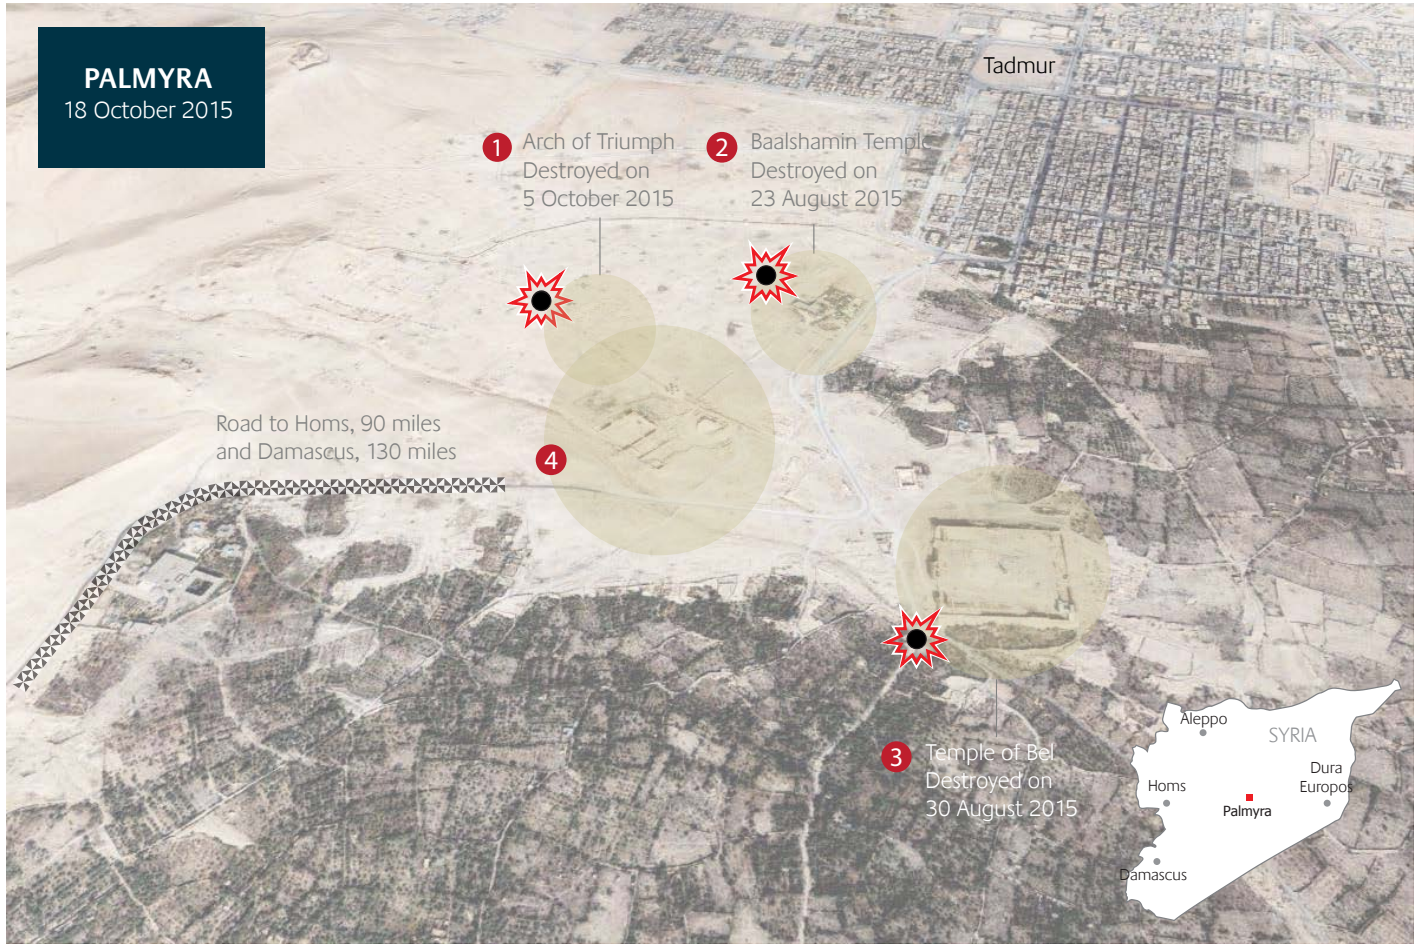 PALMYRA
18 October 2015
Tadmur
1
Arch of Triumph
Destroyed on
5 October 2015
2
Baalshamin Temple
Destroyed on
23 August 2015
Road to Homs, 90 miles
and Damascus, 130 miles
4
3
Temple of Bel
Destroyed on
30 August 2015
Aleppo
SYRIA
Dura
Europos
Homs
Palmyra
Damascus